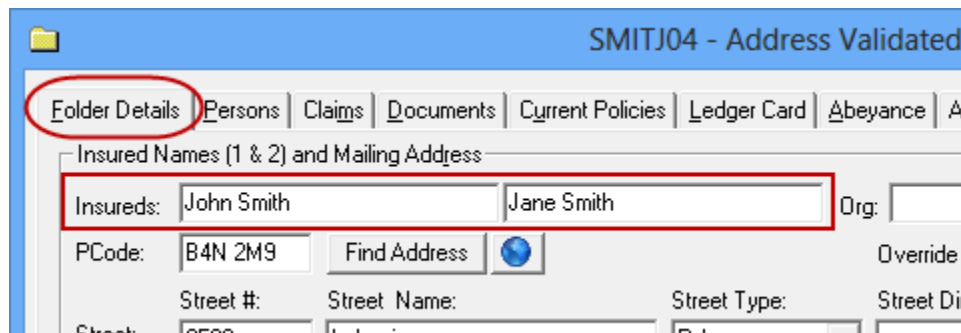 SMITJ04 - Address Validated
Folder Details Persons Claims Documents Current Policies Ledger Card Abeyance
Insured Names (1 & 2) and Mailing Address
Insureds: John Smith Jane Smith Org:
PCode: B4N 2M9 Find Address Override
Street #: Street Name: Street Type: Street Di